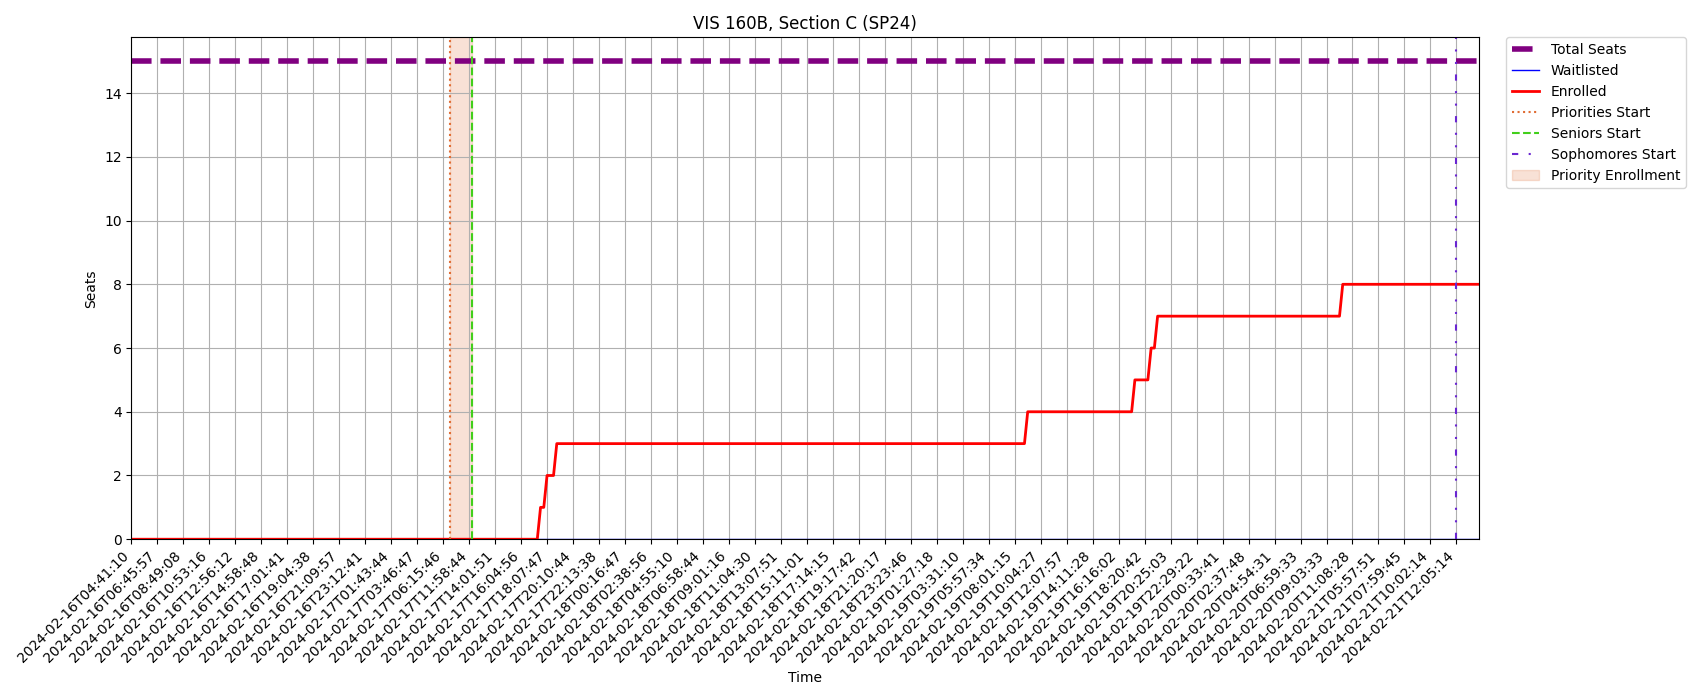 VIS 160B, Section C (SP24)
Total Seats
Waitlisted
Enrolled
Priorities Start
Seniors Start
Sophomores Start
Priority Enrollment
Seats
14
12
10
8
6
4
2
0
2024-02-16T04:41:10
2024-02-16T06:45:57
2024-02-16T08:49:08
2024-02-16T10:53:16
2024-02-16T12:56:12
2024-02-16T14:58:48
2024-02-16T17:01:41
2024-02-16T19:04:38
2024-02-16T21:09:57
2024-02-16T23:12:41
2024-02-17T01:43:44
2024-02-17T03:46:47
2024-02-17T06:15:46
2024-02-17T11:58:44
2024-02-17T14:01:51
2024-02-17T16:04:56
2024-02-17T18:07:47
2024-02-17T20:10:44
2024-02-17T22:13:38
2024-02-18T00:16:47
2024-02-18T02:38:56
2024-02-18T04:55:10
2024-02-18T06:58:44
2024-02-18T09:01:16
2024-02-18T11:04:30
2024-02-18T13:07:51
2024-02-18T15:11:01
2024-02-18T17:14:15
2024-02-18T19:17:42
2024-02-18T21:20:17
2024-02-18T23:23:46
2024-02-19T01:27:18
2024-02-19T03:31:10
2024-02-19T05:57:34
2024-02-19T08:01:15
2024-02-19T10:04:27
2024-02-19T12:07:57
2024-02-19T14:11:28
2024-02-19T16:16:02
2024-02-19T18:20:42
2024-02-19T20:25:03
2024-02-19T22:29:22
2024-02-20T00:33:41
2024-02-20T02:37:48
2024-02-20T04:54:31
2024-02-20T06:59:33
2024-02-20T09:03:33
2024-02-20T11:08:28
2024-02-21T05:57:51
2024-02-21T07:59:45
2024-02-21T10:02:14
2024-02-21T12:05:14
Time